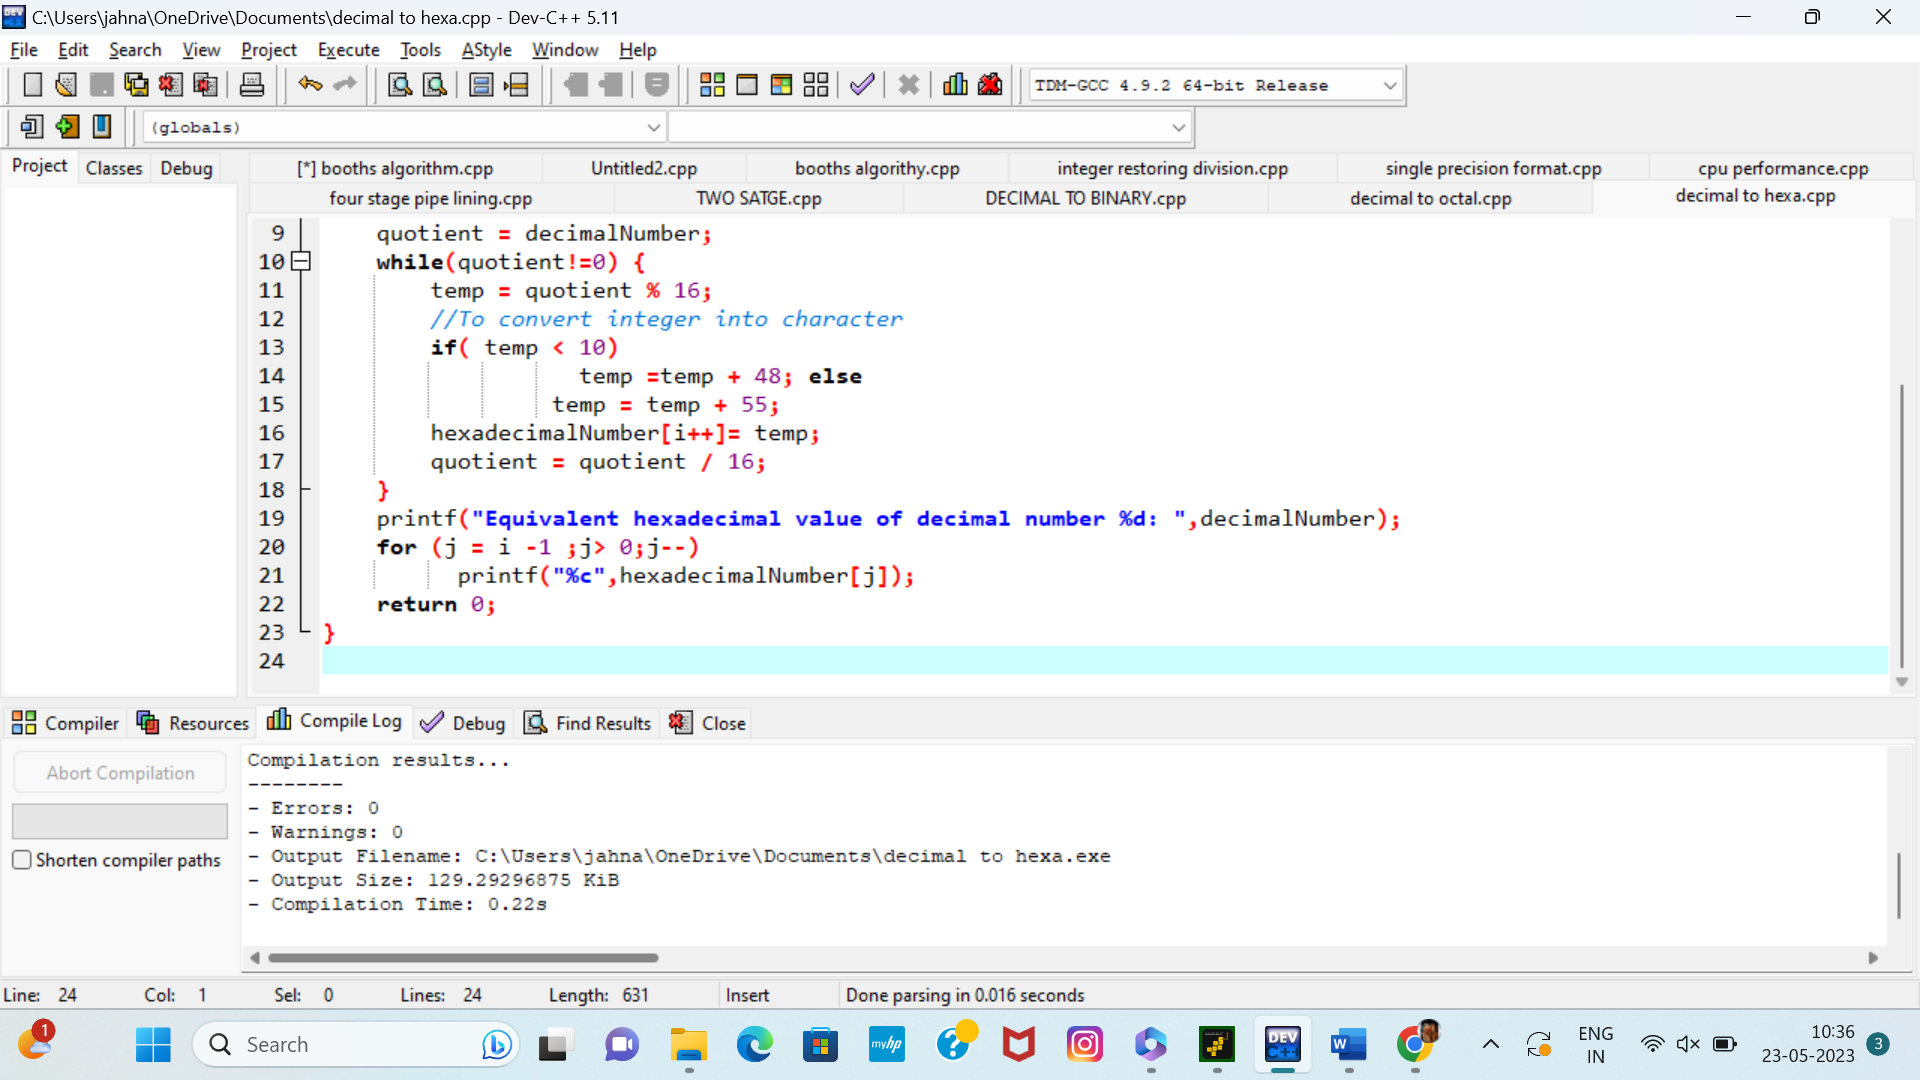 C:\Users\jahna\OneDrive\Documents\decimal to hexa.cpp - Dev-C++ 5.11
File Edit Search View Project Execute Tools AStyle Window Help
TDM-GCC 4.9.2 64-bit Release
(globals)
Project Classes Debug
[*] booths algorithm.cpp Untitled2.cpp booths algorithy.cpp integer restoring division.cpp single precision format.cpp cpu performance.cpp
four stage pipe lining.cpp TWO SATGE.cpp DECIMAL TO BINARY.cpp decimal to octal.cpp decimal to hexa.cpp
9 quotient = decimalNumber;
10 while(quotient!=0) {
11 temp = quotient % 16;
12 //To convert integer into character
13 if( temp < 10)
14 temp =temp + 48; else
15 temp = temp + 55;
16 hexadecimalNumber[i++]= temp;
17 quotient = quotient / 16;
18 }
19 printf("Equivalent hexadecimal value of decimal number %d: ",decimalNumber);
20 for (j = i -1 ;j> 0;j--)
21 printf("%c",hexadecimalNumber[j]);
22 return 0;
23 }
24
Compiler Resources Compile Log Debug Find Results Close
Abort Compilation
Shorten compiler paths
Compilation results...
--------
- Errors: 0
- Warnings: 0
- Output Filename: C:\Users\jahna\OneDrive\Documents\decimal to hexa.exe
- Output Size: 129.29296875 KiB
- Compilation Time: 0.22s
Line: 24 Col: 1 Sel: 0 Lines: 24 Length: 631 Insert Done parsing in 0.016 seconds
1
Search
myhp
DEV C++
W
ENG
IN
10:36
23-05-2023
3